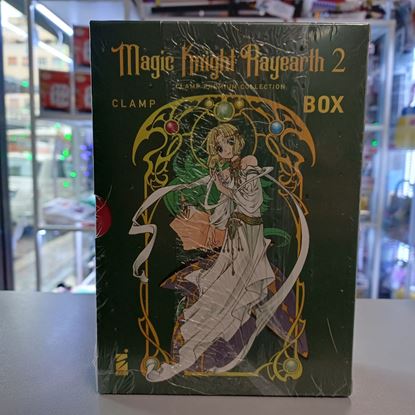 Magic Knight Rayearth 2
CLAMP PREMIUM COLLECTION
CLAMP
BOX